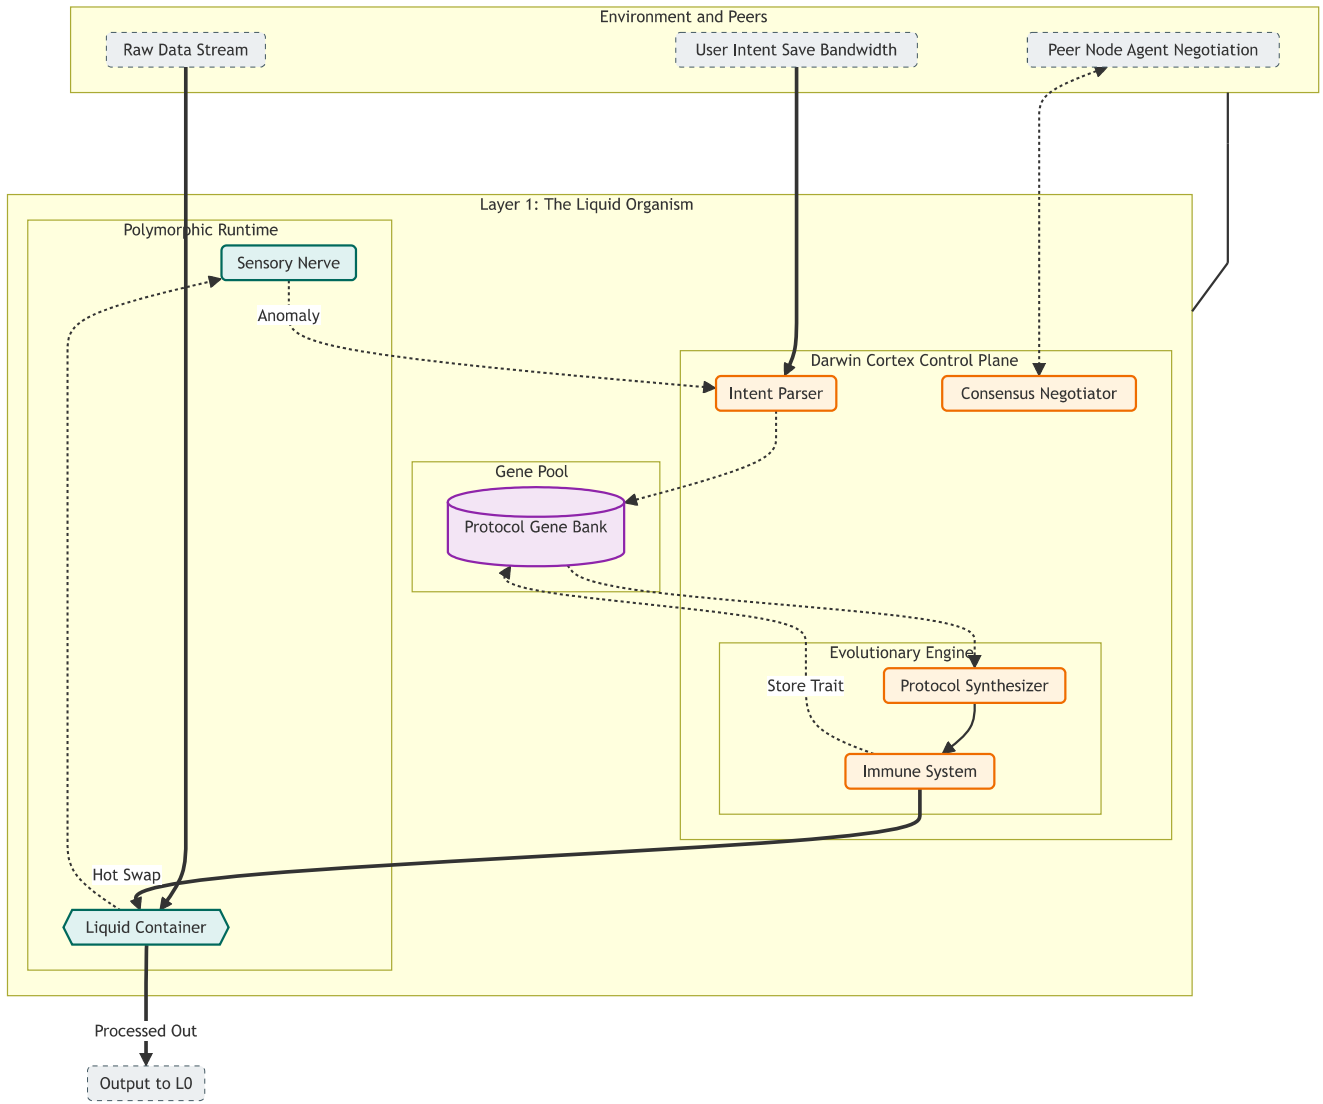 Environment and Peers
Raw Data Stream
User Intent Save Bandwidth
Peer Node Agent Negotiation
Layer 1: The Liquid Organism
Polymorphic Runtime
Sensory Nerve
Anomaly
Darwin Cortex Control Plane
Intent Parser
Consensus Negotiator
Gene Pool
Protocol Gene Bank
Evolutionary Engine
Store Trait
Protocol Synthesizer
Immune System
Hot Swap
Liquid Container
Processed Out
Output to L0